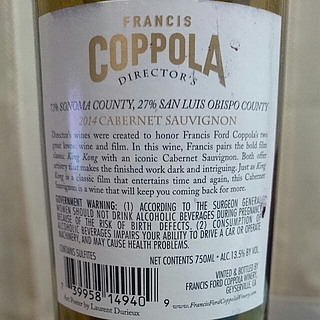 FRANCIS
COPPOLA
DIRECTOR'S
73% SONOMA COUNTY, 27% SAN LUIS OBISPO COUNTY
2014 CABERNET SAUVIGNON
Director's wines were created to honor Francis Ford Coppola's two
great loves, wine and film. In this wine, Francis pairs the bold film
classic King Kong with an iconic Cabernet Sauvignon. Both offer
artistry that makes the finished work dark and intriguing. Just as King
Kong is a classic film that entertains time and again, this Cabernet
Sauvignon is a wine that will keep you coming back for more.
GOVERNMENT WARNING: (1) ACCORDING TO THE SURGEON GENERAL,
WOMEN SHOULD NOT DRINK ALCOHOLIC BEVERAGES DURING PREGNANCY
BECAUSE OF THE RISK OF BIRTH DEFECTS. (2) CONSUMPTION OF
ALCOHOLIC BEVERAGES IMPAIRS YOUR ABILITY TO DRIVE A CAR OR OPERATE
MACHINERY, AND MAY CAUSE HEALTH PROBLEMS.
CONTAINS SULFITES
CONTENTS 750ML • ALC. 13.5% BY VOL.
VINTED & BOTTLED BY
FRANCIS FORD COPPOLA WINERY,
GEYSERVILLE, CA
7 39958 14940 9
www.FrancisFordCoppolaWinery.com
Art Poster by Laurent Durieux